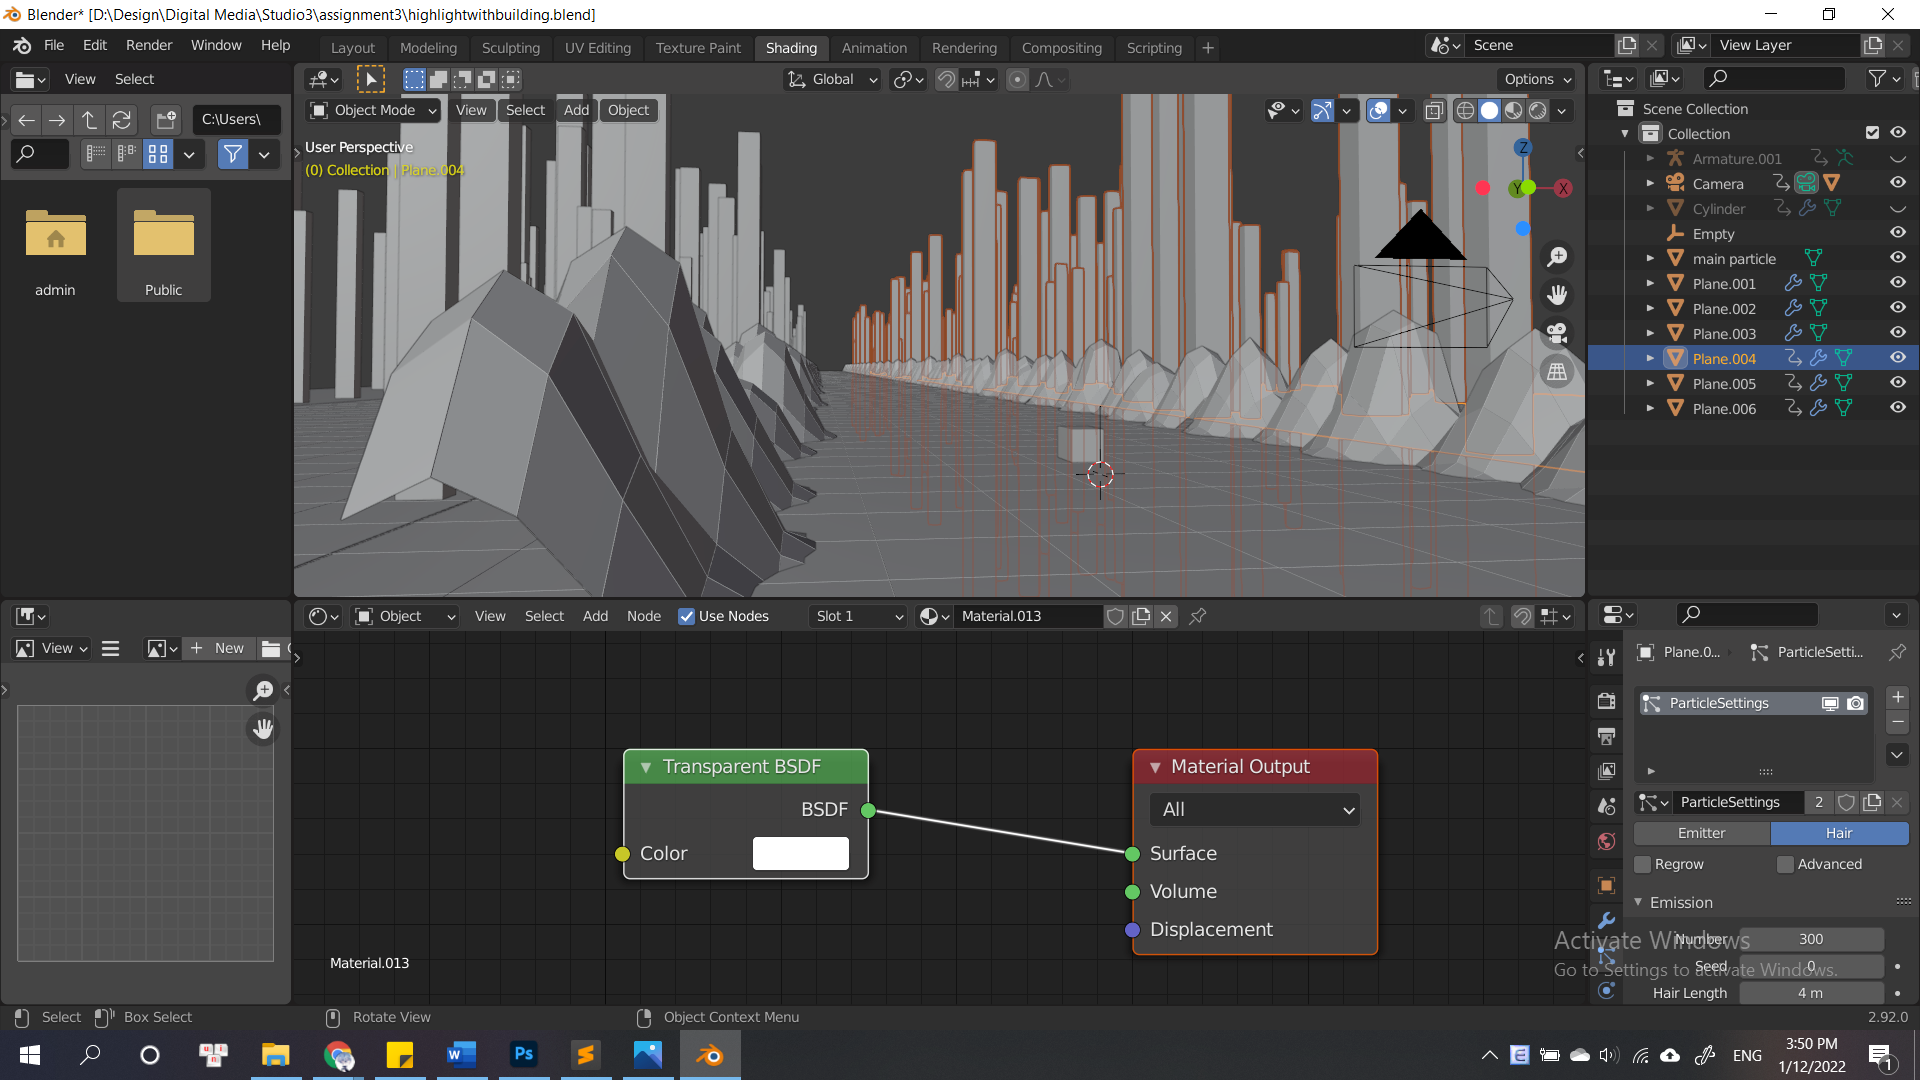 Blender* [D:\Design\Digital Media\Studio3\assignment3\highlightwithbuilding.blend]
File Edit Render Window Help
Layout Modeling Sculpting UV Editing Texture Paint Shading Animation Rendering Compositing Scripting +
Scene View Layer
View Select
Global
Options
C:\Users\
Object Mode View Select Add Object
User Perspective
(0) Collection | Plane.004
Z
Y
X
admin
Public
Scene Collection
Collection
Armature.001
Camera
Cylinder
Empty
main particle
Plane.001
Plane.002
Plane.003
Plane.004
Plane.005
Plane.006
View
New
Object View Select Add Node Use Nodes Slot 1 Material.013
Transparent BSDF
BSDF
Color
Material Output
All
Surface
Volume
Displacement
Material.013
Plane.0... ParticleSetti...
ParticleSettings
ParticleSettings 2
Emitter Hair
Regrow Advanced
Emission
Number 300
Seed 0
Hair Length 4 m
Activate Windows
Go to Settings to activate Windows.
Select Box Select Rotate View Object Context Menu 2.92.0
W Ps
ENG
3:50 PM
1/12/2022
1